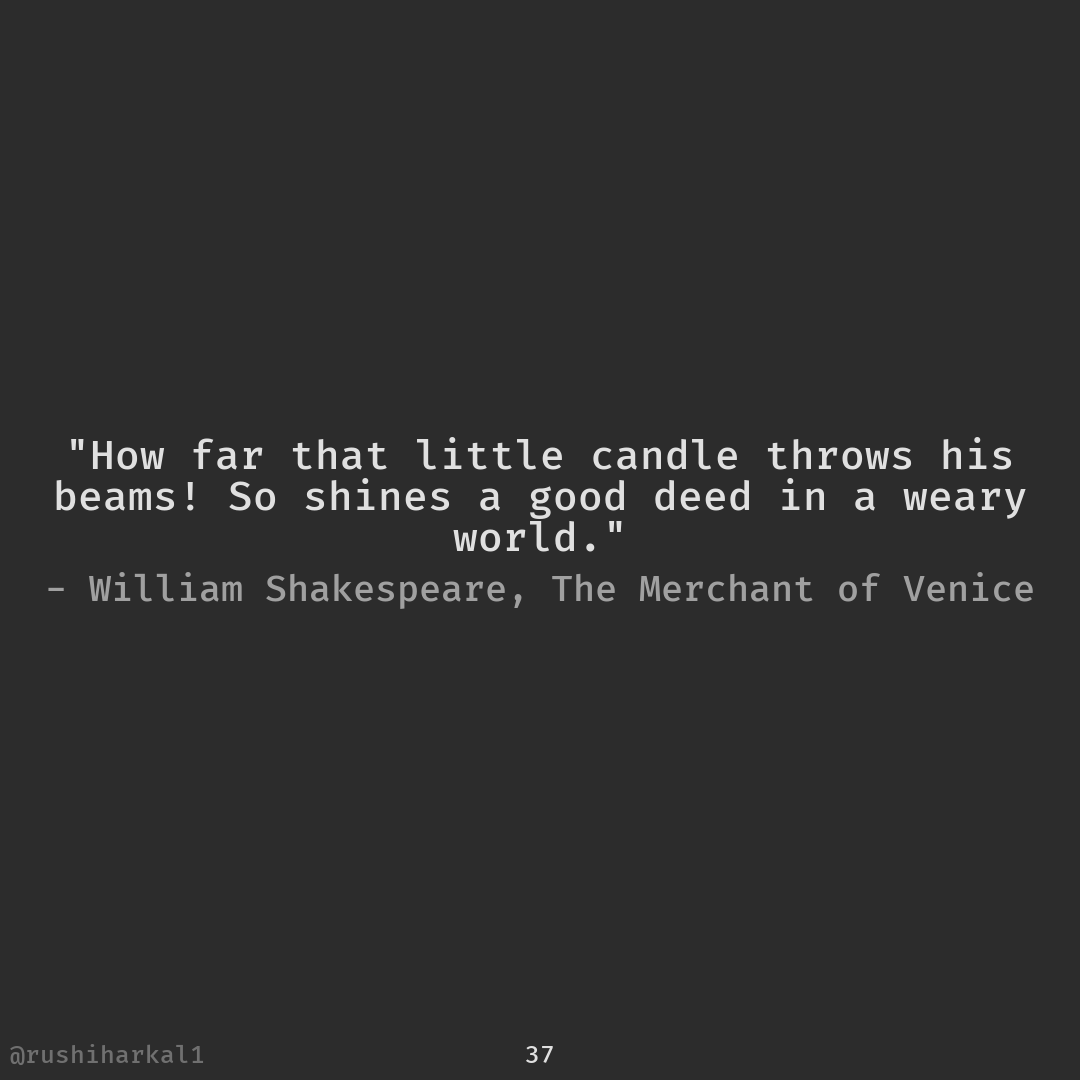 "How far that little candle throws his
beams! So shines a good deed in a weary
world."
– William Shakespeare, The Merchant of Venice
@rushiharkal1
37